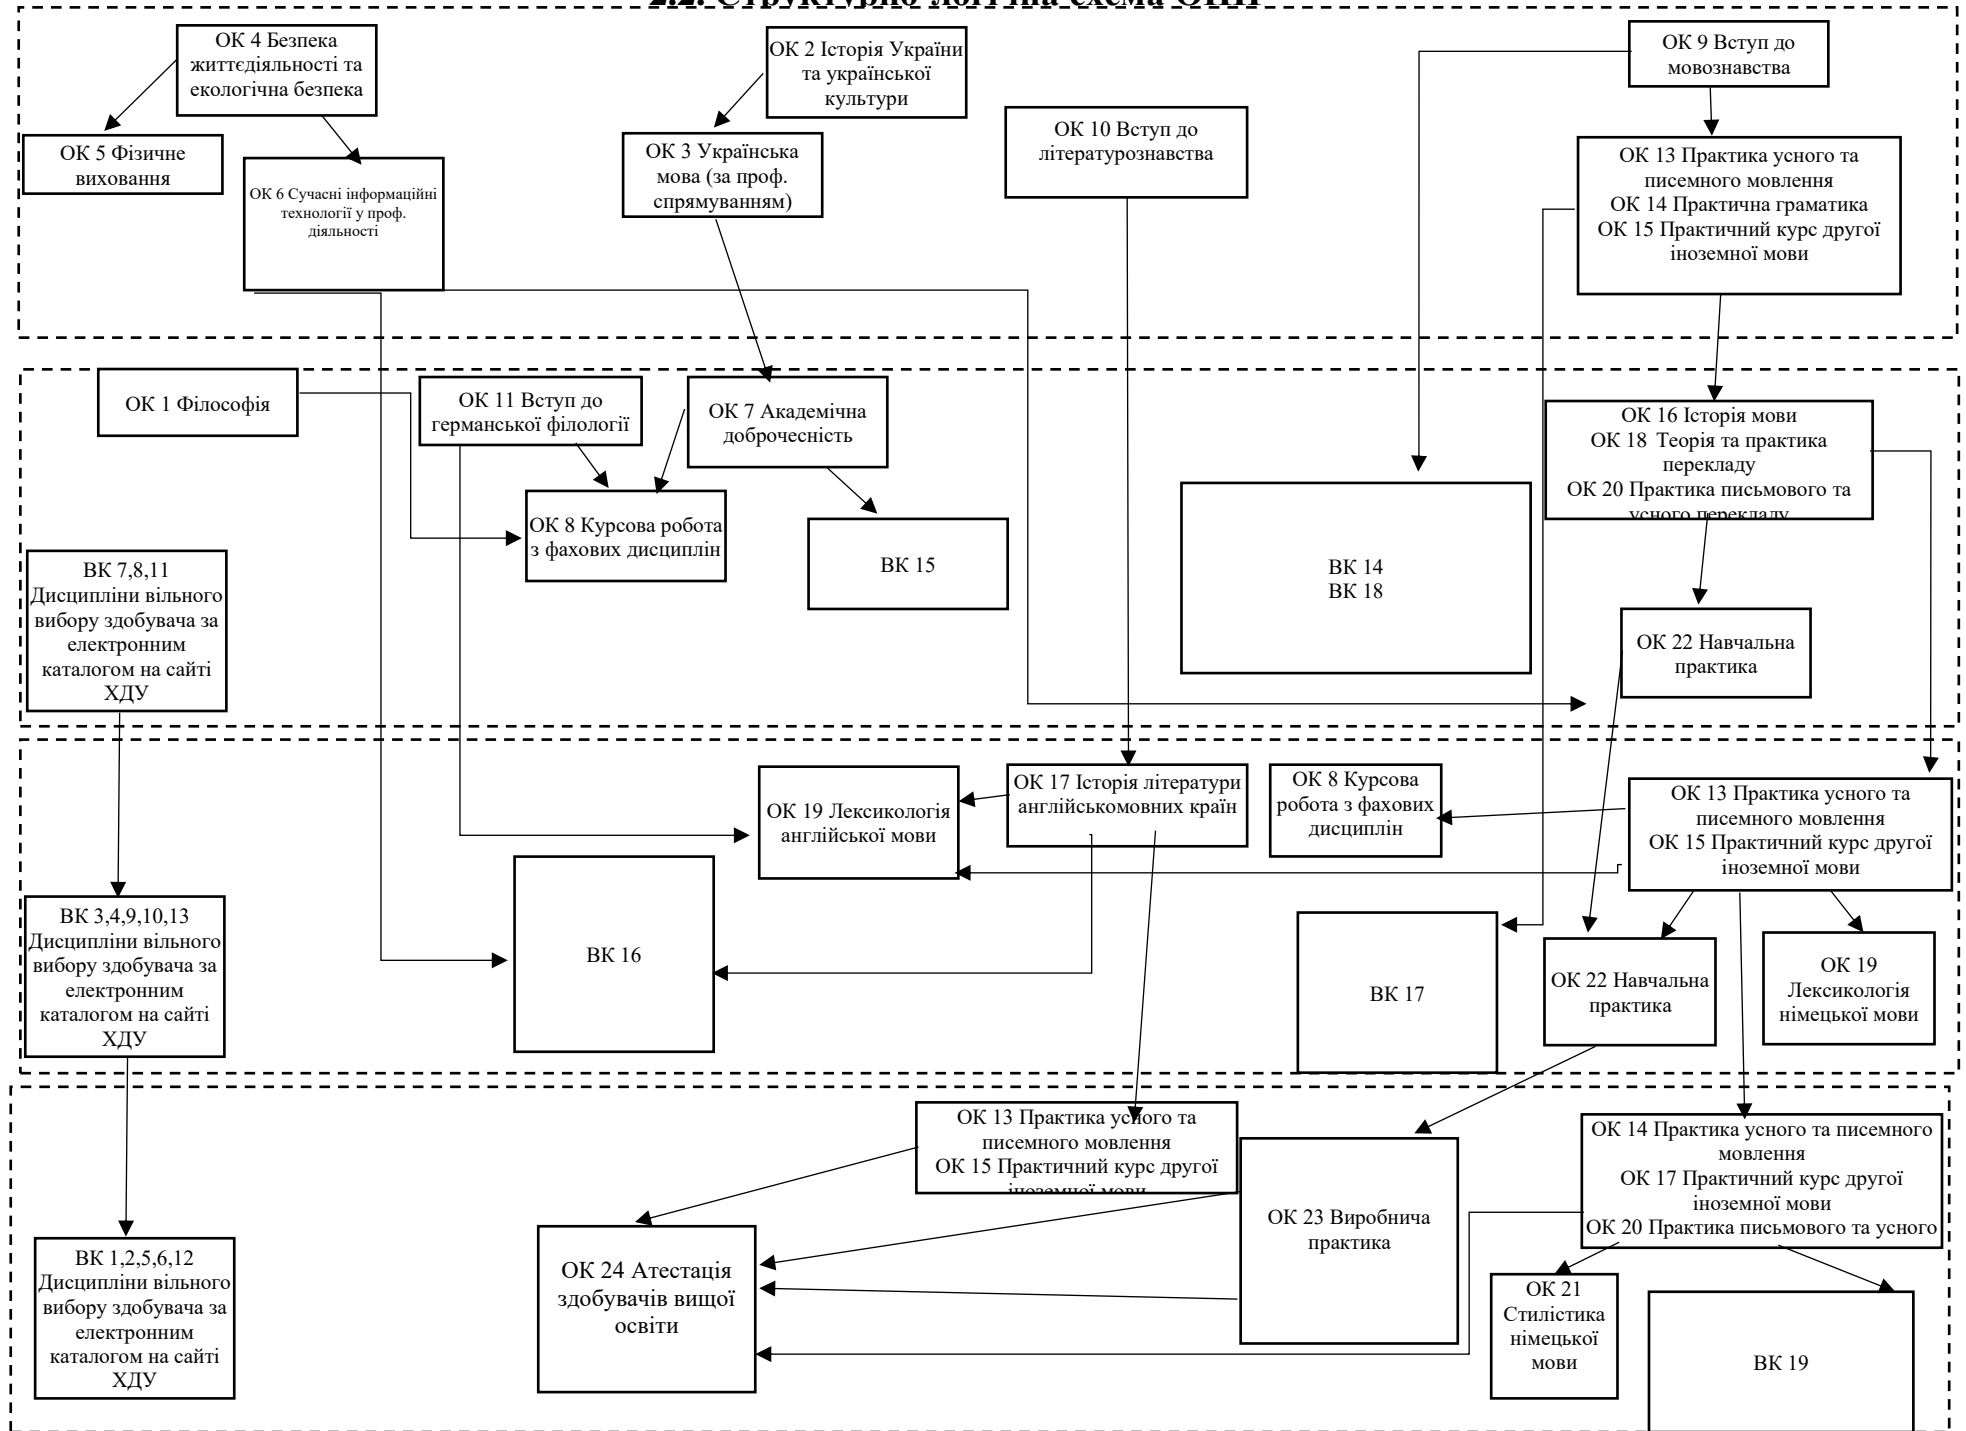 2.2. Структурно-логічна схема ОПП
ОК 4 Безпека
життєдіяльності та
екологічна безпека
ОК 2 Історія України
та української
культури
ОК 9 Вступ до
мовознавства
ОК 5 Фізичне
виховання
ОК 6 Сучасні інформаційні
технології у проф.
діяльності
ОК 3 Українська
мова (за проф.
спрямуванням)
ОК 10 Вступ до
літературознавства
ОК 13 Практика усного та
писемного мовлення
ОК 14 Практична граматика
ОК 15 Практичний курс другої
іноземної мови
ОК 1 Філософія
ОК 11 Вступ до
германської філології
ОК 7 Академічна
доброчесність
ОК 16 Історія мови
ОК 18  Теорія та практика
перекладу
ОК 20 Практика письмового та
усного перекладу
ОК 8 Курсова робота
з фахових дисциплін
ВК 15
ВК 14
ВК 18
ВК 7,8,11
Дисципліни вільного
вибору здобувача за
електронним
каталогом на сайті
ХДУ
ОК 22 Навчальна
практика
ОК 19 Лексикологія
англійської мови
ОК 17 Історія літератури
англійськомовних країн
ОК 8 Курсова
робота з фахових
дисциплін
ОК 13 Практика усного та
писемного мовлення
ОК 15 Практичний курс другої
іноземної мови
ВК 3,4,9,10,13
Дисципліни вільного
вибору здобувача за
електронним
каталогом на сайті
ХДУ
ВК 16
ВК 17
ОК 22 Навчальна
практика
ОК 19
Лексикологія
німецької мови
ОК 13 Практика усного та
писемного мовлення
ОК 15 Практичний курс другої
іноземної мови
ОК 14 Практика усного та писемного
мовлення
ОК 17 Практичний курс другої
іноземної мови
ОК 20 Практика письмового та усного
ВК 1,2,5,6,12
Дисципліни вільного
вибору здобувача за
електронним
каталогом на сайті
ХДУ
ОК 24 Атестація
здобувачів вищої
освіти
ОК 23 Виробнича
практика
ОК 21
Стилістика
німецької
мови
ВК 19